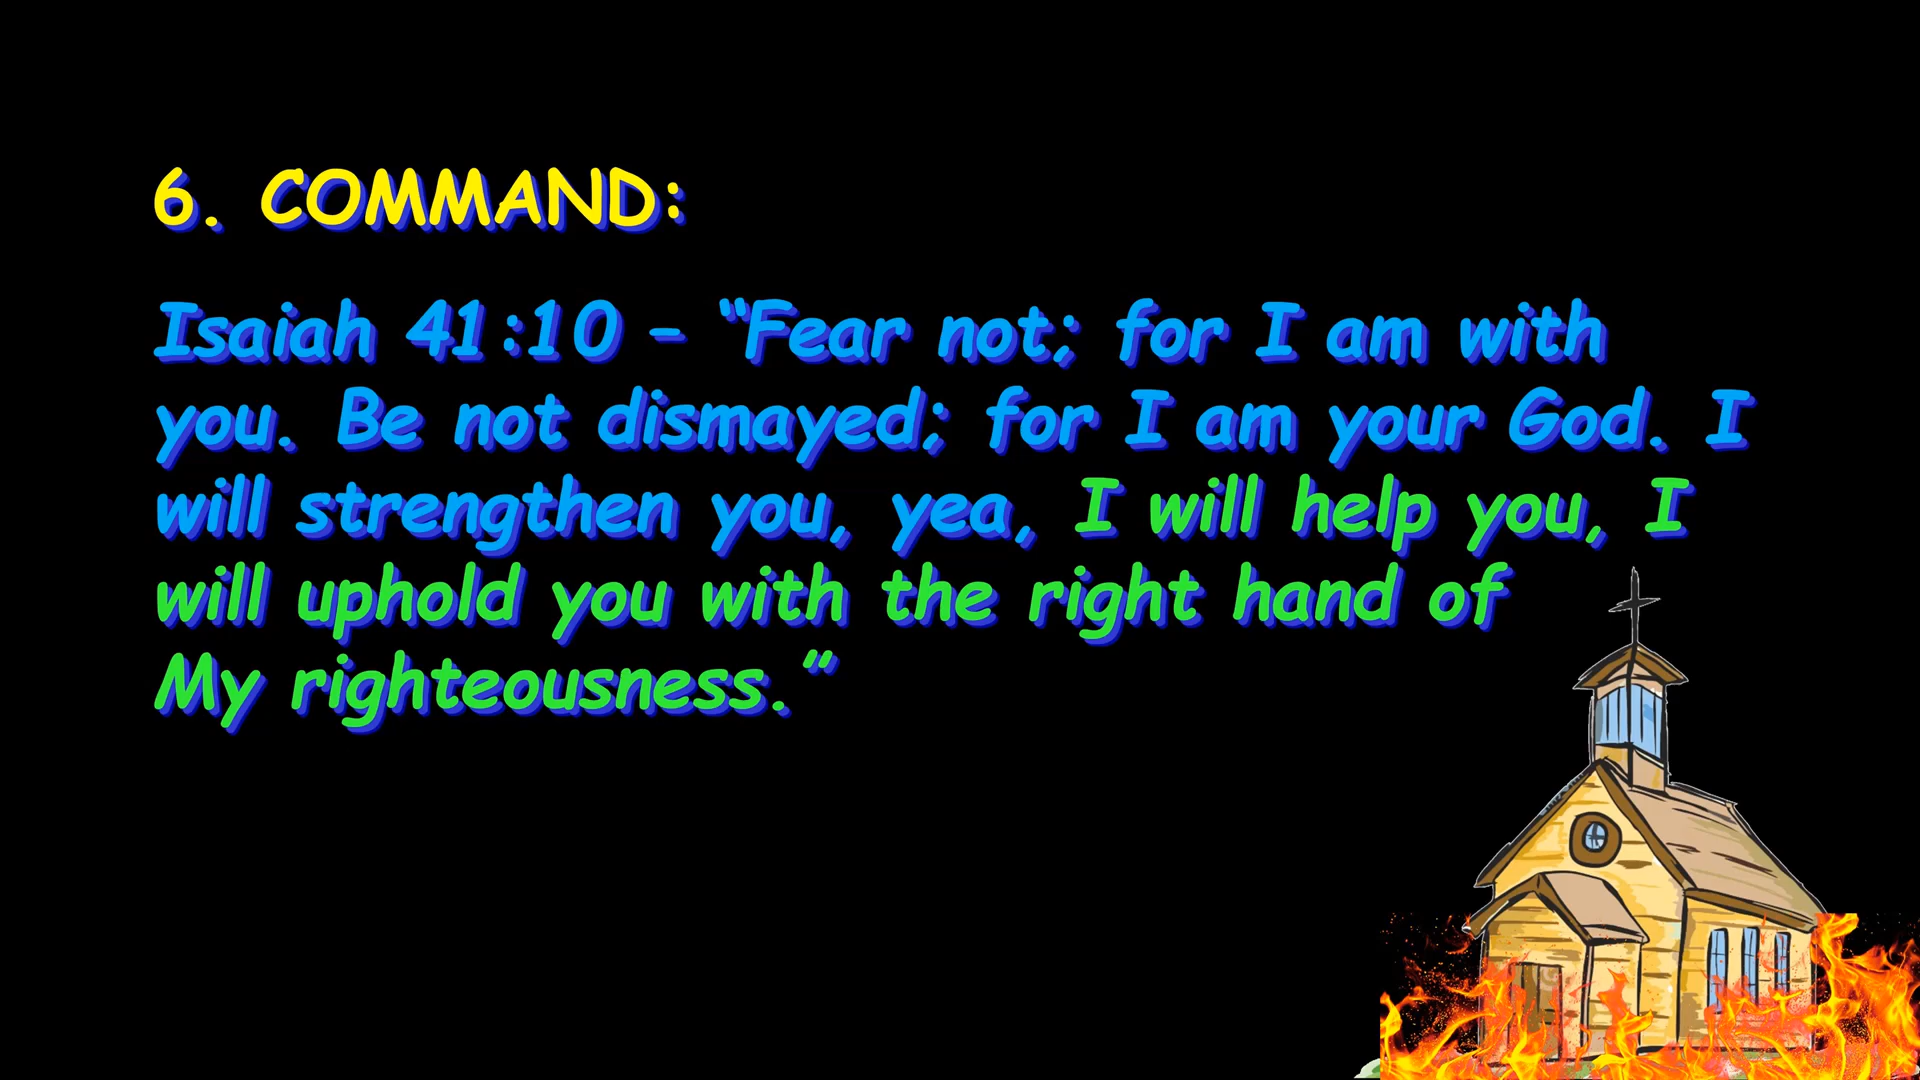 6. COMMAND:
Isaiah 41:10 – “Fear not; for I am with
you. Be not dismayed; for I am your God. I
will strengthen you, yea, I will help you, I
will uphold you with the right hand of
My righteousness.”